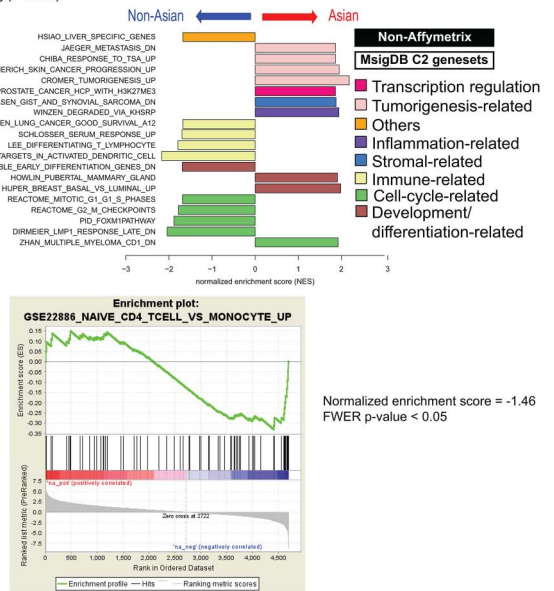 Non-Asian
Asian
HSIAO_LIVER_SPECIFIC_GENES
JAEGER_METASTASIS_DN
CHIBA_RESPONSE_TO_TSA_UP
ERICH_SKIN_CANCER_PROGRESSION_UP
CROMER_TUMORIGENESIS_UP
PROSTATE_CANCER_HCP_WITH_H3K27ME3
SEN_GIST_AND_SYNOVIAL_SARCOMA_DN
WINZEN_DEGRADED_VIA_KHSRP
EN_LUNG_CANCER_GOOD_SURVIVAL_A12
SCHLOSSER_SERUM_RESPONSE_UP
LEE_DIFFERENTIATING_T_LYMPHOCYTE
TARGETS_IN_ACTIVATED_DENDRITIC_CELL
BLE_EARLY_DIFFERENTIATION_GENES_DN
HOWLIN_PUBERTAL_MAMMARY_GLAND
HUPER_BREAST_BASAL_VS_LUMINAL_UP
REACTOME_MITOTIC_G1_G1_S_PHASES
REACTOME_G2_M_CHECKPOINTS
PID_FOXM1PATHWAY
DIRMEIER_LMP1_RESPONSE_LATE_DN
ZHAN_MULTIPLE_MYELOMA_CD1_DN
−3 −2 −1 0 1 2 3
normalized enrichment score (NES)
Non-Affymetrix
MsigDB C2 genesets
Transcription regulation
Tumorigenesis-related
Others
Inflammation-related
Stromal-related
Immune-related
Cell-cycle-related
Development/
differentiation-related
Enrichment plot:
GSE22886_NAIVE_CD4_TCELL_VS_MONOCYTE_UP
Enrichment score (ES)
0.15
0.10
0.05
0.00
-0.05
-0.10
-0.15
-0.20
-0.25
-0.30
-0.35
'na_pos' (positively correlated)
Ranked list metric (PreRanked)
7.5
5.0
2.5
0.0
-2.5
-5.0
-7.5
Zero cross at 2722
'na_neg' (negatively correlated)
0 500 1,000 1,500 2,000 2,500 3,000 3,500 4,000 4,500
Rank in Ordered Dataset
Enrichment profile Hits Ranking metric scores
Normalized enrichment score = -1.46
FWER p-value < 0.05